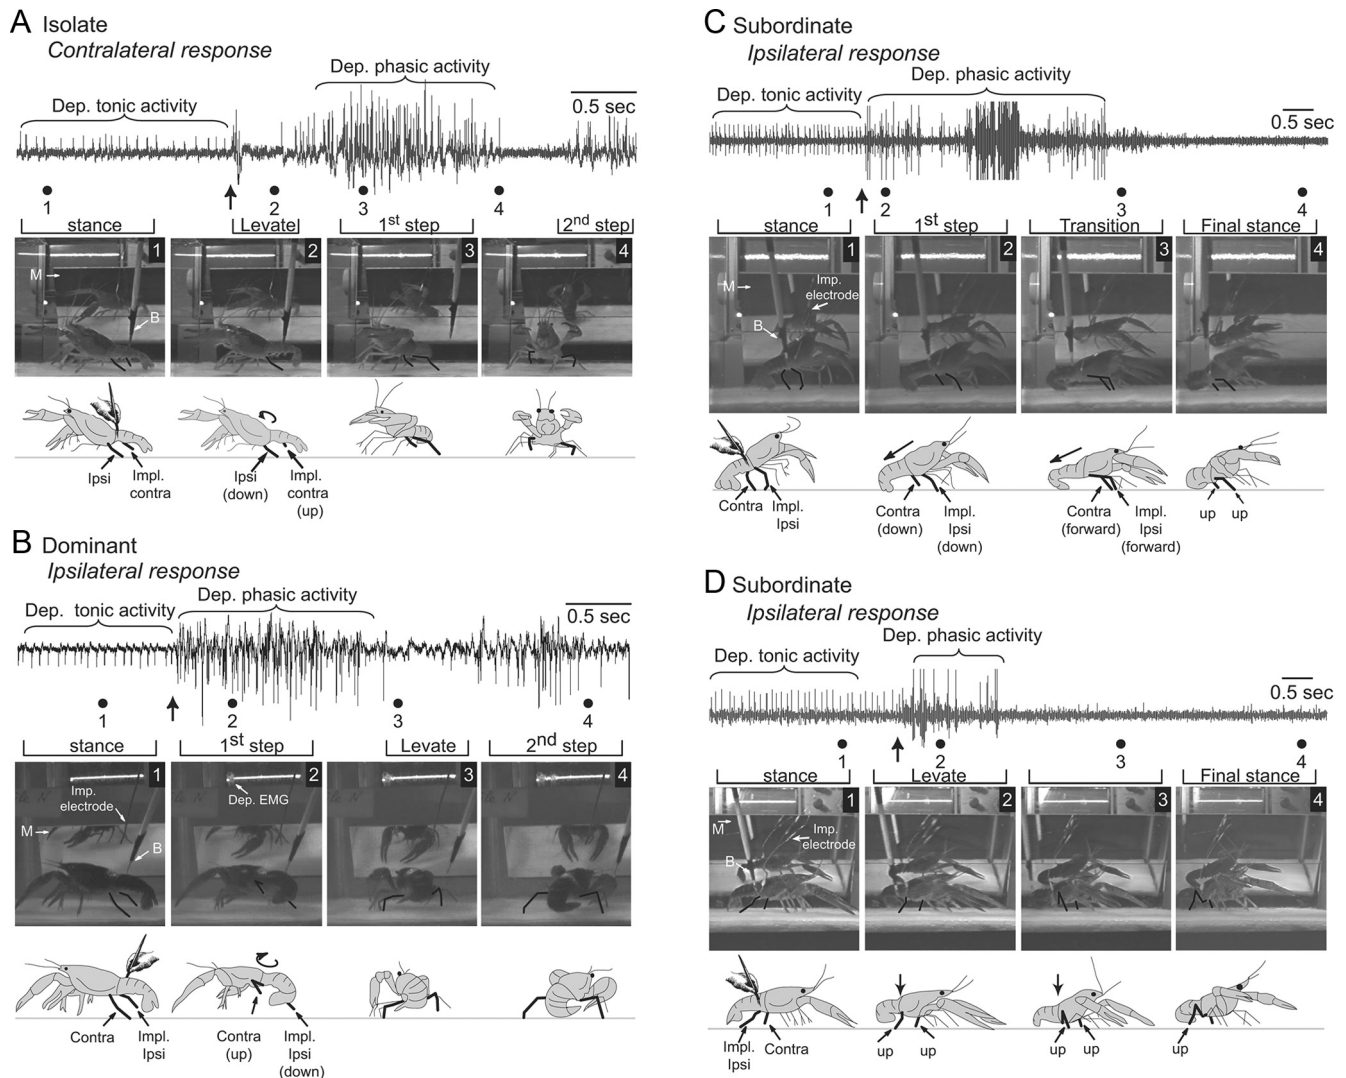 A Isolate
Contralateral response
Dep. phasic activity
Dep. tonic activity
0.5 sec
1 2 3 4
stance Levate 1st step 2nd step
1 2 3 4
M
B
Ipsi
Impl.
contra
Ipsi
(down)
Impl.
contra
(up)
B Dominant
Ipsilateral response
Dep. phasic activity
Dep. tonic activity
0.5 sec
1 2 3 4
stance 1st step Levate 2nd step
1 2 3 4
Imp.
electrode
Dep. EMG
M
B
Contra
Impl.
Ipsi
Contra
(up)
Impl.
Ipsi
(down)
C Subordinate
Ipsilateral response
Dep. phasic activity
Dep. tonic activity
0.5 sec
1 2 3 4
stance 1st step Transition Final stance
1 2 3 4
M
Imp.
electrode
B
Contra
Impl.
Ipsi
Contra
(down)
Impl.
Ipsi
(down)
Contra
(forward)
Impl.
Ipsi
(forward)
up up
D Subordinate
Ipsilateral response
Dep. phasic activity
Dep. tonic activity
0.5 sec
1 2 3 4
stance Levate Final stance
1 2 3 4
M
Imp.
electrode
B
Impl.
Ipsi
Contra
up up
up up
up